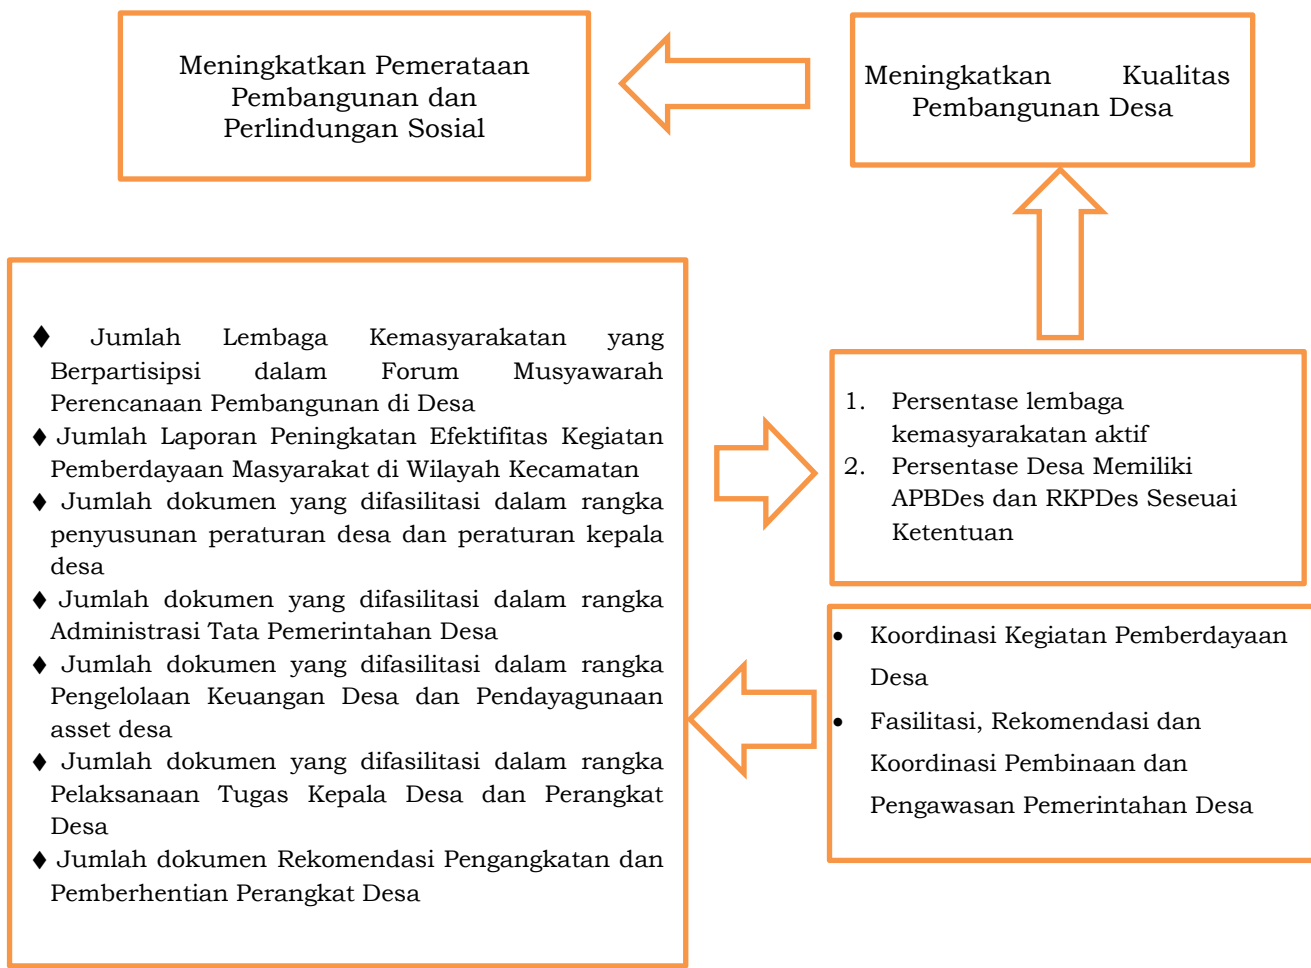 Meningkatkan Pemerataan
Pembangunan dan
Perlindungan Sosial
Meningkatkan Kualitas
Pembangunan Desa
♦ Jumlah Lembaga Kemasyarakatan yang
Berpartisipsi dalam Forum Musyawarah
Perencanaan Pembangunan di Desa
♦ Jumlah Laporan Peningkatan Efektifitas Kegiatan
Pemberdayaan Masyarakat di Wilayah Kecamatan
♦ Jumlah dokumen yang difasilitasi dalam rangka
penyusunan peraturan desa dan peraturan kepala
desa
♦ Jumlah dokumen yang difasilitasi dalam rangka
Administrasi Tata Pemerintahan Desa
♦ Jumlah dokumen yang difasilitasi dalam rangka
Pengelolaan Keuangan Desa dan Pendayagunaan
asset desa
♦ Jumlah dokumen yang difasilitasi dalam rangka
Pelaksanaan Tugas Kepala Desa dan Perangkat
Desa
♦ Jumlah dokumen Rekomendasi Pengangkatan dan
Pemberhentian Perangkat Desa
1. Persentase lembaga
kemasyarakatan aktif
2. Persentase Desa Memiliki
APBDes dan RKPDes Seseuai
Ketentuan
• Koordinasi Kegiatan Pemberdayaan
Desa
• Fasilitasi, Rekomendasi dan
Koordinasi Pembinaan dan
Pengawasan Pemerintahan Desa